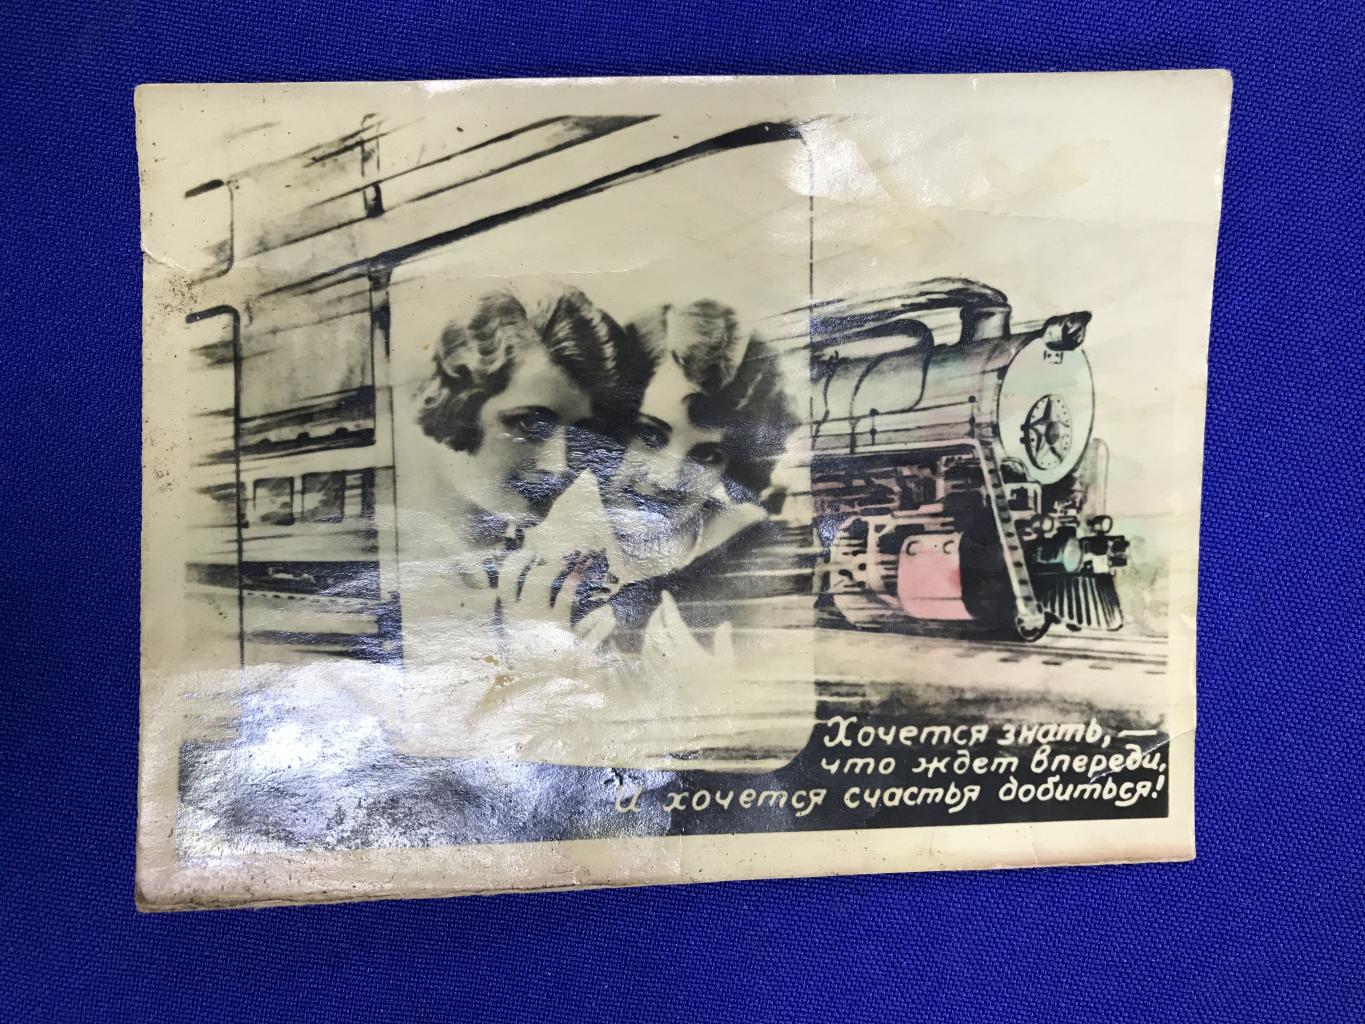 Хочется знать, —
что ждет впереди,
И хочется счастья добиться!